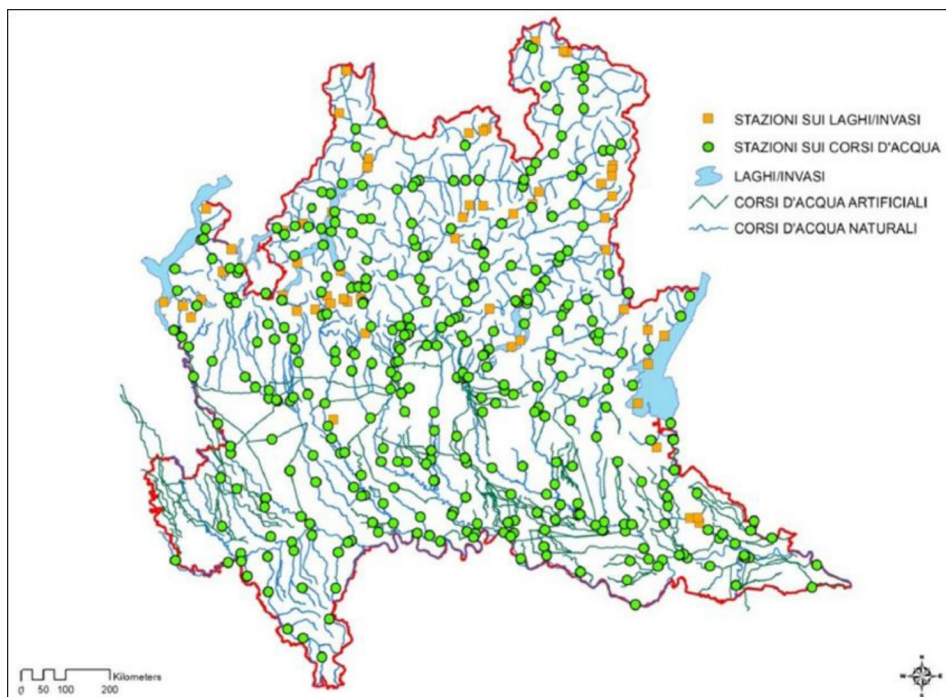 STAZIONI SUI LAGHI/INVASI
STAZIONI SUI CORSI D'ACQUA
LAGHI/INVASI
CORSI D'ACQUA ARTIFICIALI
CORSI D'ACQUA NATURALI
Kilometers
0 50 100 200
N
W E
S